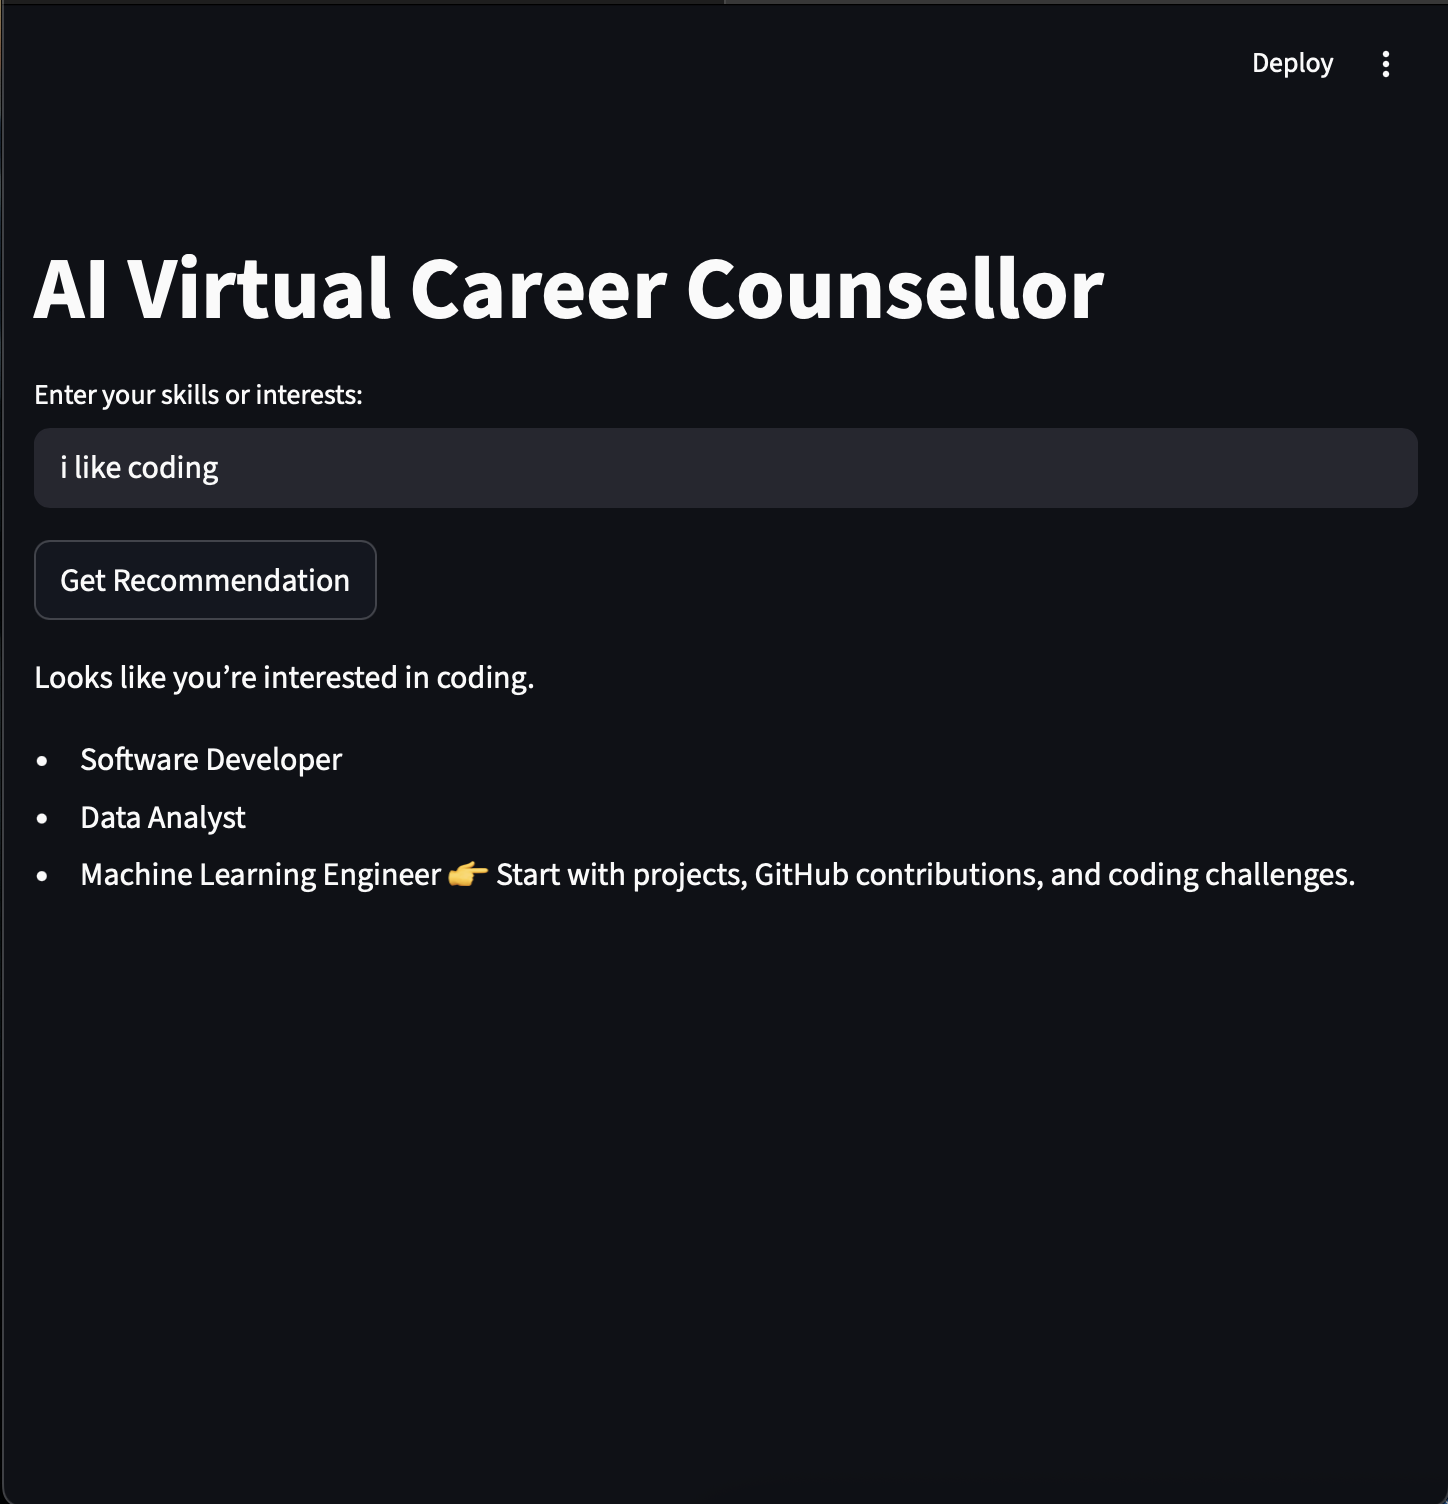 Deploy
AI Virtual Career Counsellor
Enter your skills or interests:
i like coding
Get Recommendation
Looks like you’re interested in coding.
• Software Developer
• Data Analyst
• Machine Learning Engineer 👉 Start with projects, GitHub contributions, and coding challenges.